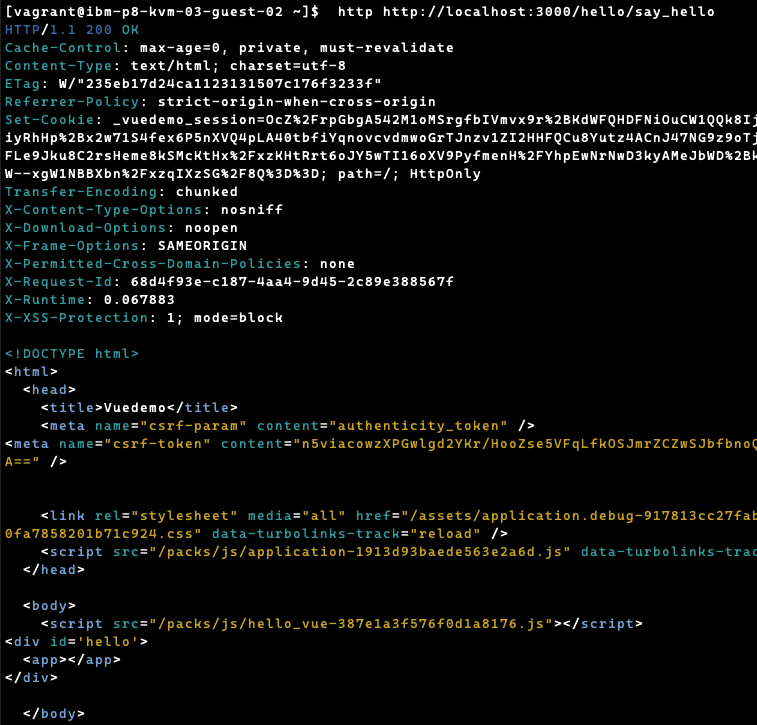 [vagrant@ibm-p8-kvm-03-guest-02 ~]$  http http://localhost:3000/hello/say_hello
HTTP/1.1 200 OK
Cache-Control: max-age=0, private, must-revalidate
Content-Type: text/html; charset=utf-8
ETag: W/"235eb17d24ca1123131507c176f3233f"
Referrer-Policy: strict-origin-when-cross-origin
Set-Cookie: _vuedemo_session=OcZ%2FrpGbgA542M1oMSrgfbIVmvx9r%2BKdWFQHDFNiOuCW1QQk8Ij
iyRhHp%2Bx2w71S4fex6P5nXVQ4pLA40tbfiYqnovcvdmwoGrTJnzv1ZI2HHFQCu8Yutz4ACnJ47NG9z9oTj
FLe9Jku8C2rsHeme8kSMcKtHx%2FxzKHtRrt6oJY5wTI16oXV9PyfmenH%2FYhpEwNrNwD3kyAMeJbWD%2Bk
W--xgW1NBBXbn%2FxzqIXzSG%2F8Q%3D%3D; path=/; HttpOnly
Transfer-Encoding: chunked
X-Content-Type-Options: nosniff
X-Download-Options: noopen
X-Frame-Options: SAMEORIGIN
X-Permitted-Cross-Domain-Policies: none
X-Request-Id: 68d4f93e-c187-4aa4-9d45-2c89e388567f
X-Runtime: 0.067883
X-XSS-Protection: 1; mode=block
<!DOCTYPE html>
<html>
  <head>
    <title>Vuedemo</title>
    <meta name="csrf-param" content="authenticity_token" />
<meta name="csrf-token" content="n5viacowzXPGwlgd2YKr/HooZse5VFqLfkOSJmrZCZwSJbfbnoQ
A==" />
    <link rel="stylesheet" media="all" href="/assets/application.debug-917813cc27fab
0fa7858201b71c924.css" data-turbolinks-track="reload" />
    <script src="/packs/js/application-1913d93baede563e2a6d.js" data-turbolinks-trac
  </head>
  <body>
    <script src="/packs/js/hello_vue-387e1a3f576f0d1a8176.js"></script>
<div id='hello'>
  <app></app>
</div>
  </body>